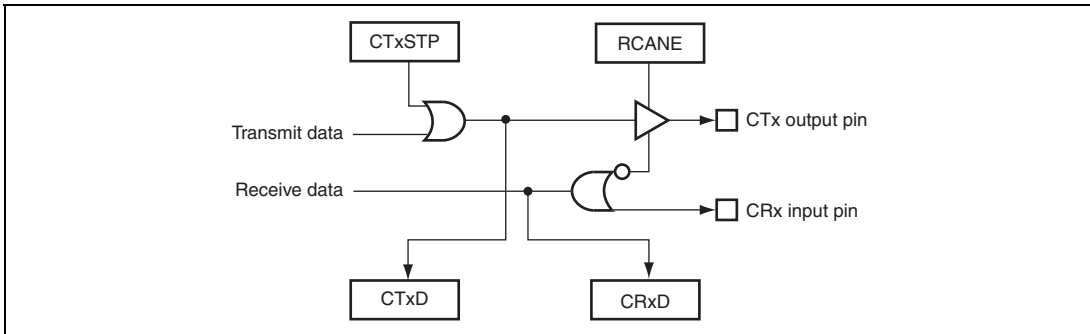 CTxSTP
RCANE
Transmit data
CTx output pin
Receive data
CRx input pin
CTxD
CRxD